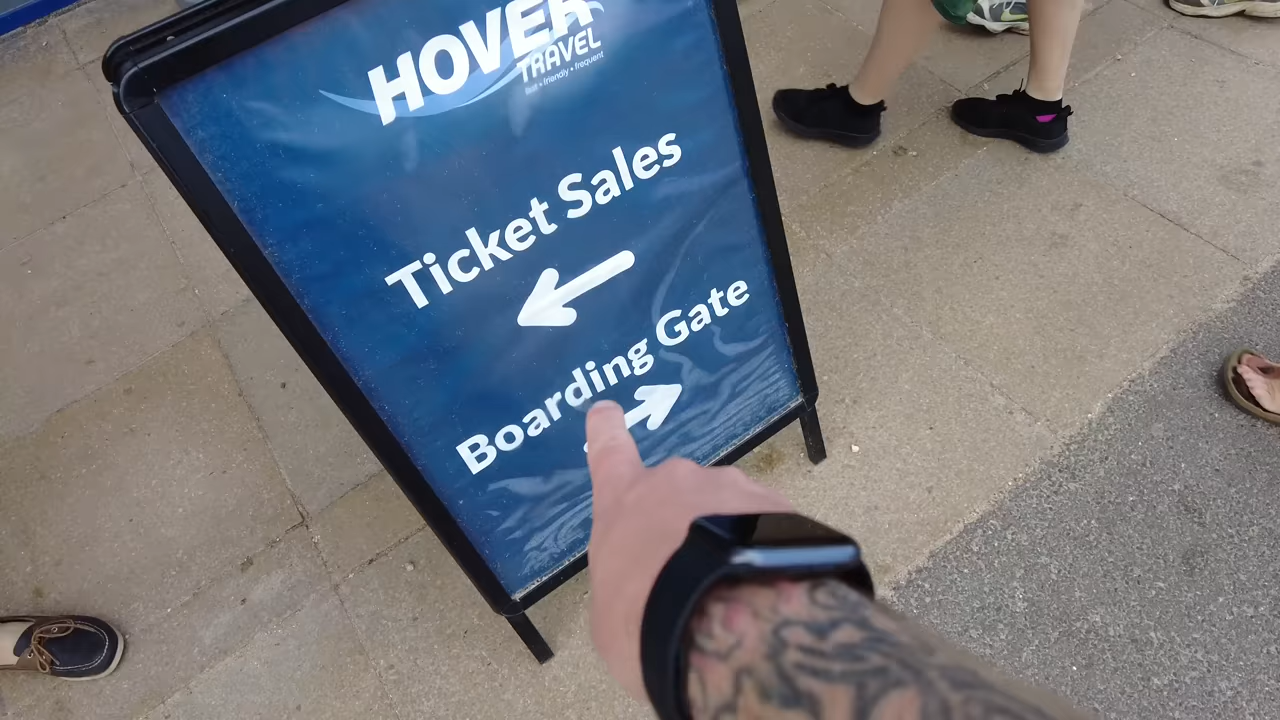 HOVER
TRAVEL
fast • friendly • frequent
Ticket Sales
Boarding Gate